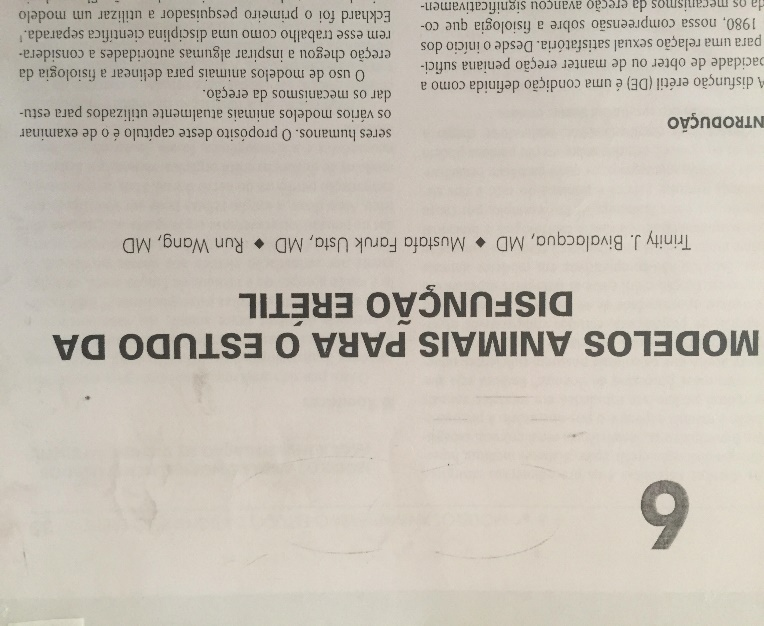 6
MODELOS ANIMAIS PARA O ESTUDO DA
DISFUNÇÃO ERÉTIL
Trinity J. Bivalacqua, MD ◆ Mustafa Faruk Usta, MD ◆ Run Wang, MD
NTRODUÇÃO
A disfunção erétil (DE) é uma condição definida como a
pacidade de obter ou de manter ereção peniana sufici-
para uma relação sexual satisfatória. Desde o início dos
1980, nossa compreensão sobre a fisiologia que co-
os mecanismos da ereção avançou significativamen-
seres humanos. O propósito deste capítulo é o de examinar
os vários modelos animais atualmente utilizados para estu-
dar os mecanismos da ereção.
O uso de modelos animais para delinear a fisiologia da
ereção chegou a inspirar algumas autoridades a considera-
rem esse trabalho como uma disciplina científica separada.¹
Eckhard foi o primeiro pesquisador a utilizar um modelo